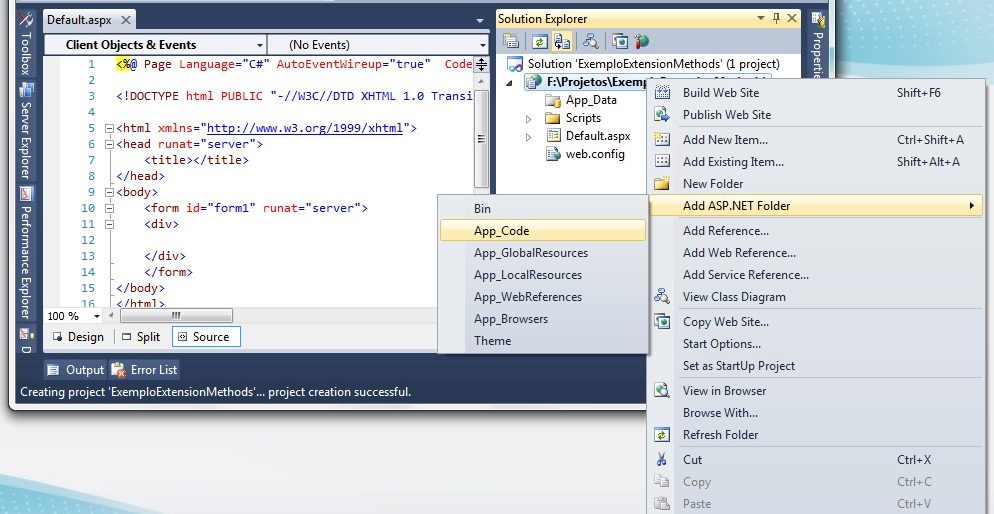 Default.aspx
Client Objects & Events
(No Events)
1 <%@ Page Language="C#" AutoEventWireup="true" Code
2
3 <!DOCTYPE html PUBLIC "-//W3C//DTD XHTML 1.0 Transi
4
5 <html xmlns="http://www.w3.org/1999/xhtml">
6 <head runat="server">
7 <title></title>
8 </head>
9 <body>
10 <form id="form1" runat="server">
11 <div>
12
13 </div>
14 </form>
15 </body>
16 </html>
100 %
Design
Split
Source
Output
Error List
Creating project 'ExemploExtensionMethods'... project creation successful.
Toolbox
Server Explorer
Performance Explorer
D
Solution Explorer
Properties
Solution 'ExemploExtensionMethods' (1 project)
F:\Projetos\Exemp
App_Data
Scripts
Default.aspx
web.config
Build Web Site Shift+F6
Publish Web Site
Add New Item... Ctrl+Shift+A
Add Existing Item... Shift+Alt+A
New Folder
Add ASP.NET Folder
Add Reference...
Add Web Reference...
Add Service Reference...
View Class Diagram
Copy Web Site...
Start Options...
Set as StartUp Project
View in Browser
Browse With...
Refresh Folder
Cut Ctrl+X
Copy Ctrl+C
Paste Ctrl+V
Bin
App_Code
App_GlobalResources
App_LocalResources
App_WebReferences
App_Browsers
Theme